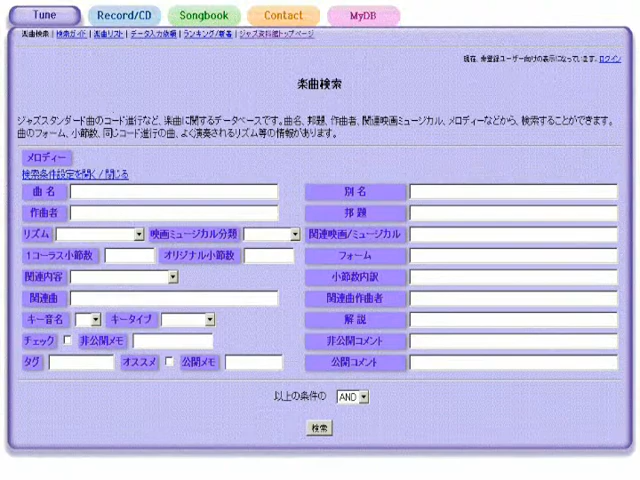 Tune Record/CD Songbook Contact MyDB
楽曲検索 | 検索ガイド | 楽曲リスト | データ入力依頼 | ランキング/新着 | ジャズ資料館トップページ
現在、未登録ユーザー向けの表示になっています。ログイン
楽曲検索
ジャズスタンダード曲のコード進行など、楽曲に関するデータベースです。曲名、邦題、作曲者、関連映画ミュージカル、メロディーなどから、検索することができます。
曲のフォーム、小節数、同じコード進行の曲、よく演奏されるリズム等の情報があります。
メロディー
検索条件設定を開く/閉じる
曲 名 別 名
作曲者 邦 題
リズム 映画ミュージカル分類 関連映画/ミュージカル
1コーラス小節数 オリジナル小節数 フォーム
関連内容 小節数内訳
関連曲 関連曲作曲者
キー音名 キータイプ 解 説
チェック 非公開メモ 非公開コメント
タグ オススメ 公開メモ 公開コメント
以上の条件の AND
検索